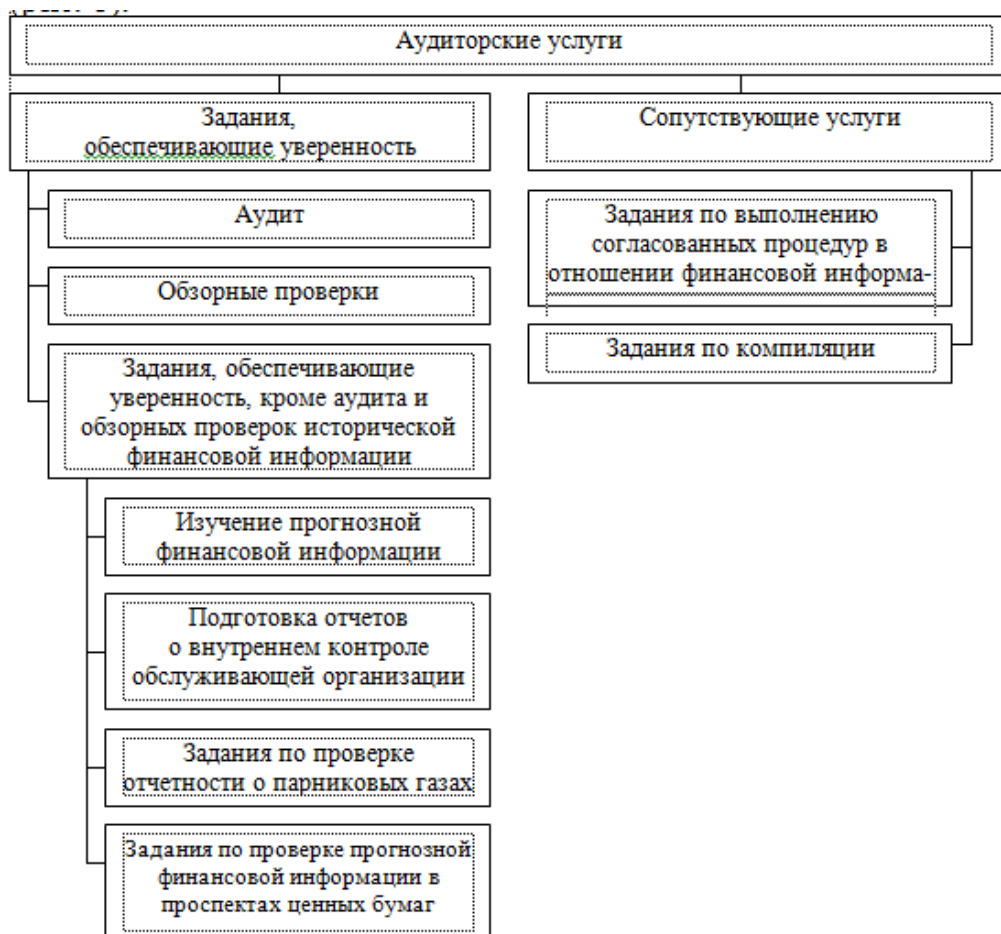 Аудиторские услуги
Задания,
обеспечивающие уверенность
Аудит
Обзорные проверки
Задания, обеспечивающие
уверенность, кроме аудита и
обзорных проверок исторической
финансовой информации
Изучение прогнозной
финансовой информации
Подготовка отчетов
о внутреннем контроле
обслуживающей организации
Задания по проверке
отчетности о парниковых газах
Задания по проверке прогнозной
финансовой информации в
проспектах ценных бумаг
Сопутствующие услуги
Задания по выполнению
согласованных процедур в
отношении финансовой информа-
Задания по компиляции